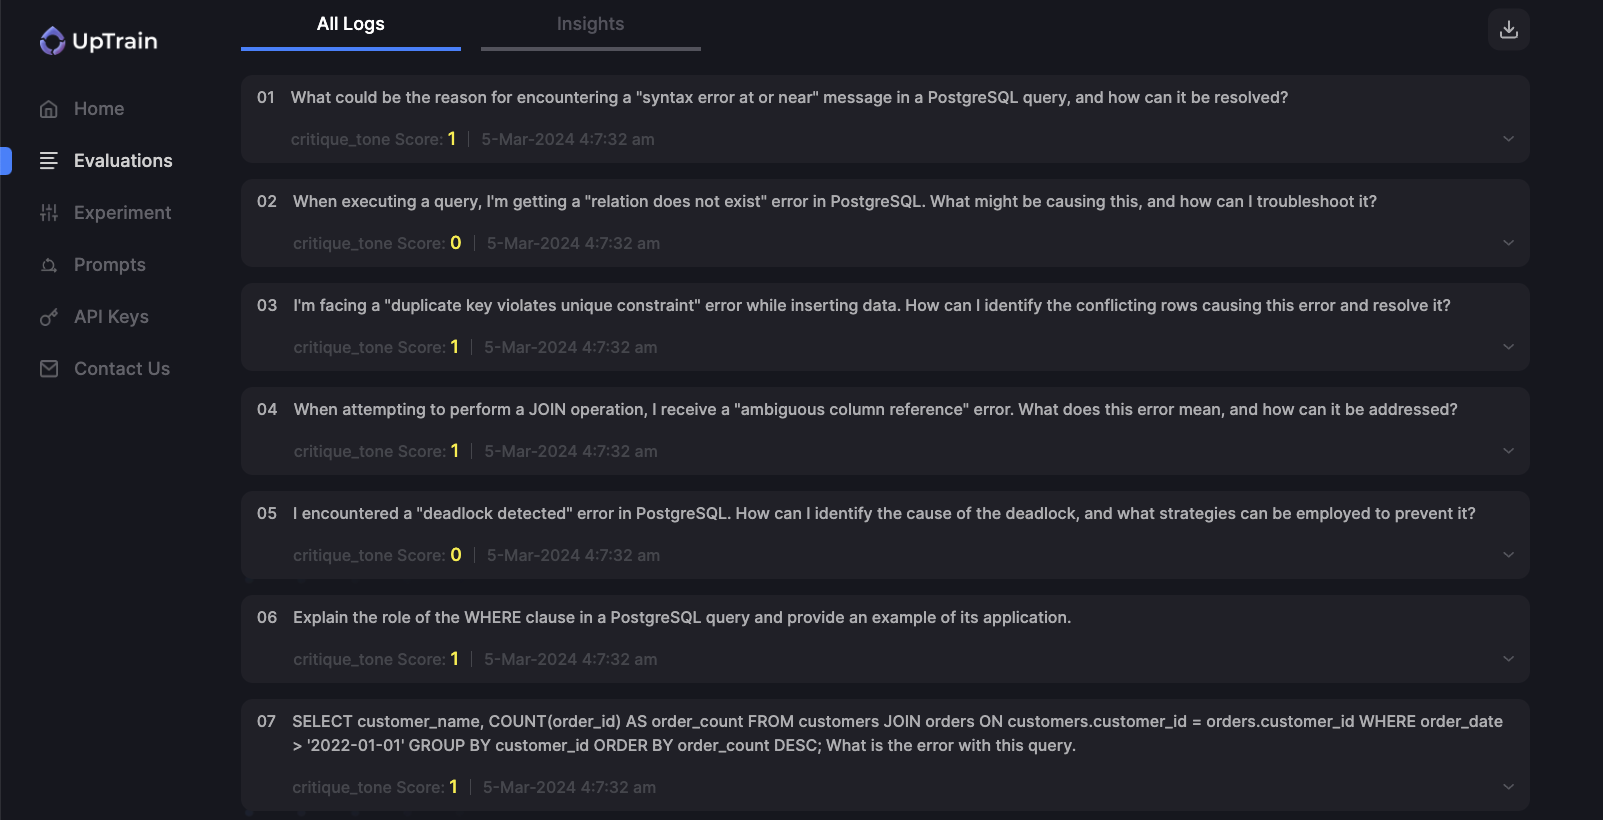 UpTrain
Home
Evaluations
Experiment
Prompts
API Keys
Contact Us
All Logs
Insights
01 What could be the reason for encountering a "syntax error at or near" message in a PostgreSQL query, and how can it be resolved?
critique_tone Score: 1 | 5-Mar-2024 4:7:32 am
02 When executing a query, I'm getting a "relation does not exist" error in PostgreSQL. What might be causing this, and how can I troubleshoot it?
critique_tone Score: 0 | 5-Mar-2024 4:7:32 am
03 I'm facing a "duplicate key violates unique constraint" error while inserting data. How can I identify the conflicting rows causing this error and resolve it?
critique_tone Score: 1 | 5-Mar-2024 4:7:32 am
04 When attempting to perform a JOIN operation, I receive a "ambiguous column reference" error. What does this error mean, and how can it be addressed?
critique_tone Score: 1 | 5-Mar-2024 4:7:32 am
05 I encountered a "deadlock detected" error in PostgreSQL. How can I identify the cause of the deadlock, and what strategies can be employed to prevent it?
critique_tone Score: 0 | 5-Mar-2024 4:7:32 am
06 Explain the role of the WHERE clause in a PostgreSQL query and provide an example of its application.
critique_tone Score: 1 | 5-Mar-2024 4:7:32 am
07 SELECT customer_name, COUNT(order_id) AS order_count FROM customers JOIN orders ON customers.customer_id = orders.customer_id WHERE order_date
> '2022-01-01' GROUP BY customer_id ORDER BY order_count DESC; What is the error with this query.
critique_tone Score: 1 | 5-Mar-2024 4:7:32 am